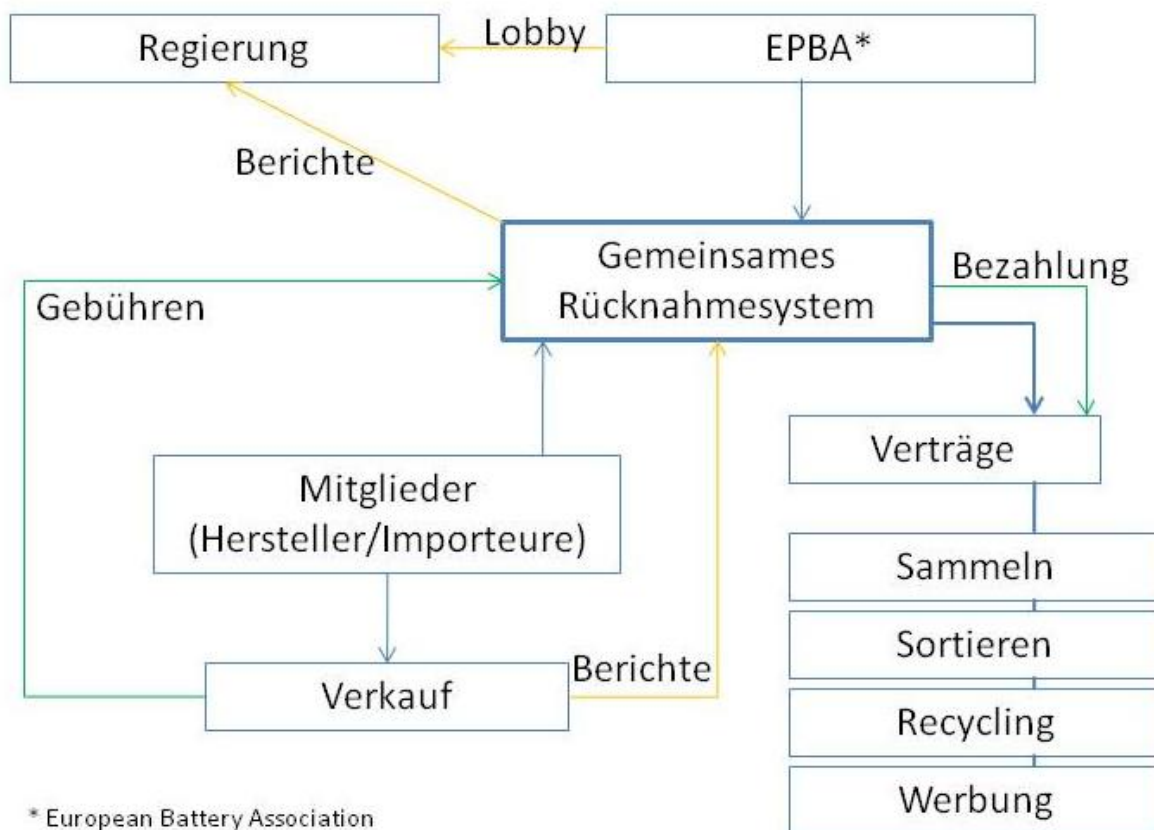 Regierung
Lobby
EPBA*
Berichte
Gemeinsames
Rücknahmesystem
Bezahlung
Gebühren
Verträge
Mitglieder
(Hersteller/Importeure)
Sammeln
Sortieren
Berichte
Verkauf
Recycling
Werbung
* European Battery Association